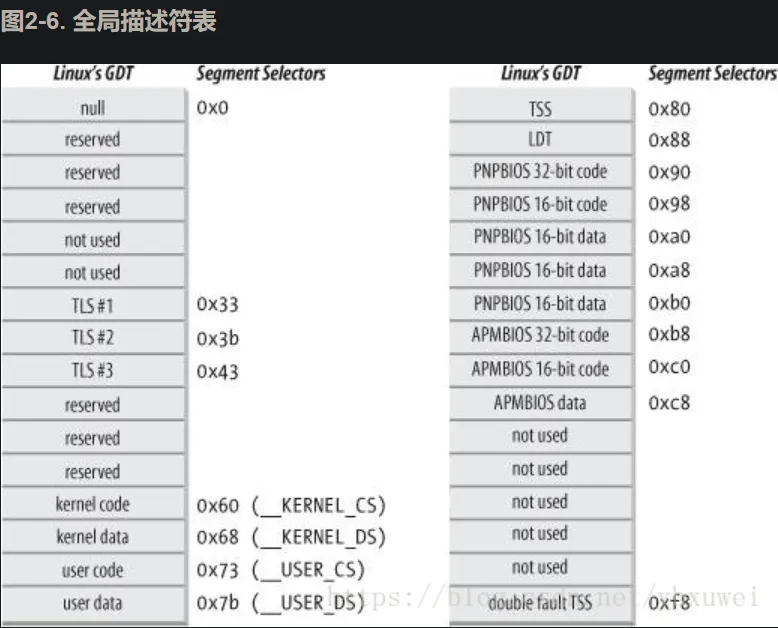 图2-6. 全局描述符表
Linux's GDT Segment Selectors
null 0x0
reserved
reserved
reserved
not used
not used
TLS #1 0x33
TLS #2 0x3b
TLS #3 0x43
reserved
reserved
reserved
kernel code 0x60 (__KERNEL_CS)
kernel data 0x68 (__KERNEL_DS)
user code 0x73 (__USER_CS)
user data 0x7b (__USER_DS)
Linux's GDT Segment Selectors
TSS 0x80
LDT 0x88
PNPBIOS 32-bit code 0x90
PNPBIOS 16-bit code 0x98
PNPBIOS 16-bit data 0xa0
PNPBIOS 16-bit data 0xa8
PNPBIOS 16-bit data 0xb0
APMBIOS 32-bit code 0xb8
APMBIOS 16-bit code 0xc0
APMBIOS data 0xc8
not used
not used
not used
not used
not used
double fault TSS 0xf8